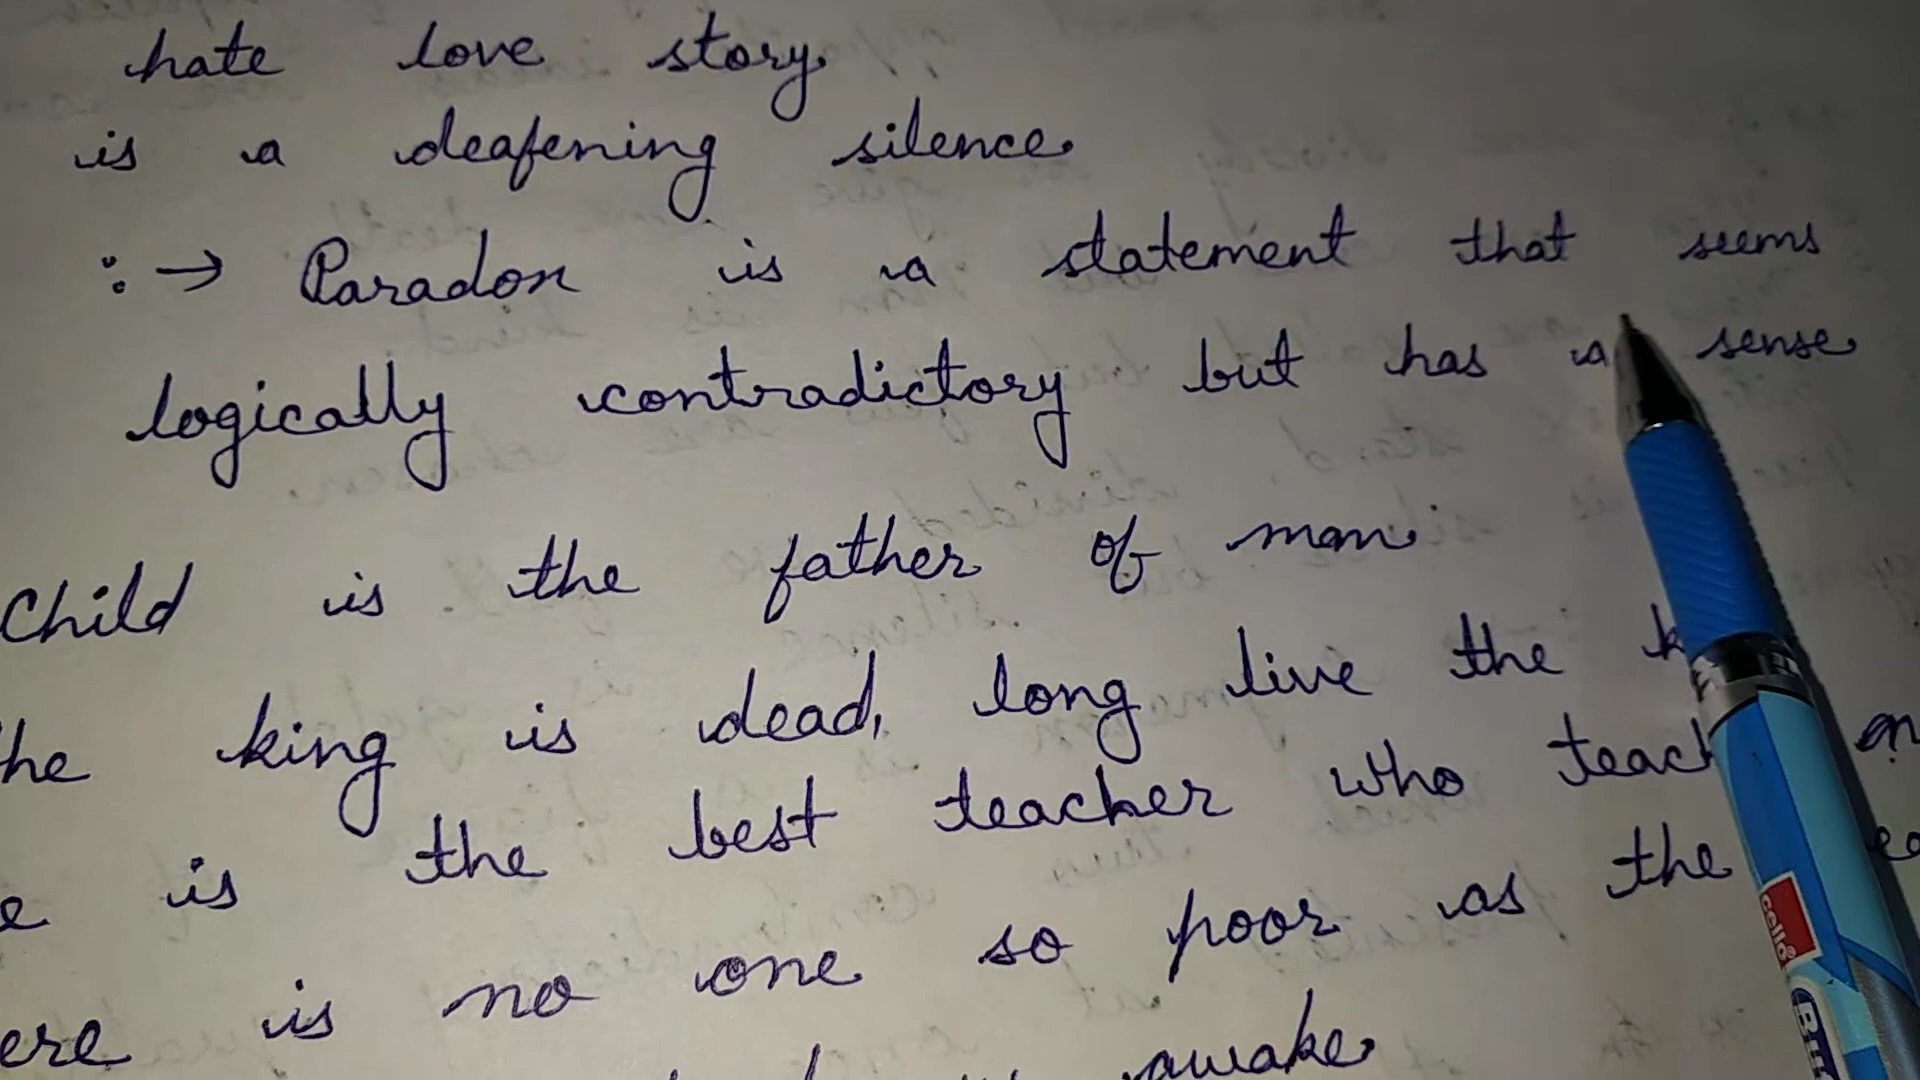 hate love story
is a deafening silence
:→ Paradox is a statement that seems
logically contradictory but has a sense
Child is the father of man
he king is dead, long live the k
e is the best teacher who teach
ere is no one so poor as the
awake
cello